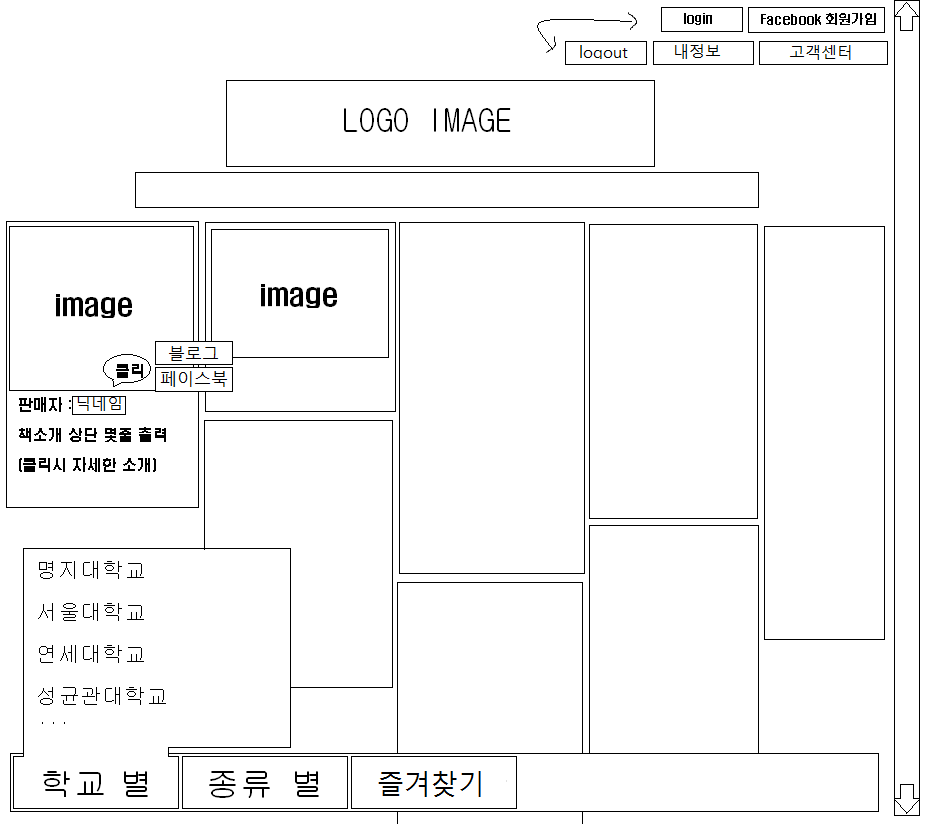 login
Facebook 회원가입
logout
내정보
고객센터
LOGO IMAGE
image
image
블로그
클릭
페이스북
판매자 : 닉네임
책소개 상단 몇줄 출력
(클릭시 자세한 소개)
명지대학교
서울대학교
연세대학교
성균관대학교
...
학교 별
종류 별
즐겨찾기